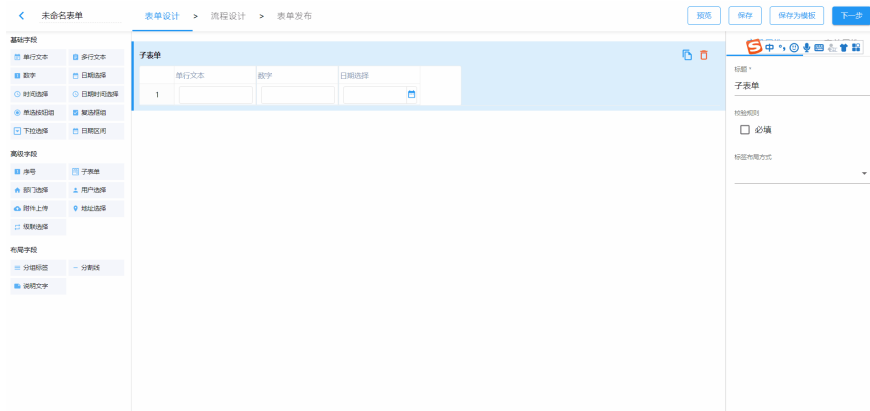 未命名表单
表单设计 > 流程设计 > 表单发布
预览 保存 保存为模板 下一步
基础字段
单行文本 多行文本
数字 日期选择
时间选择 日期时间选择
单选按钮组 复选框组
下拉选择 日期区间
高级字段
序号 子表单
部门选择 用户选择
附件上传 地址选择
级联选择
布局字段
分组标签 分割线
说明文字
子表单
单行文本 数字 日期选择
1
中
标题 *
子表单
校验规则
必填
标签布局方式